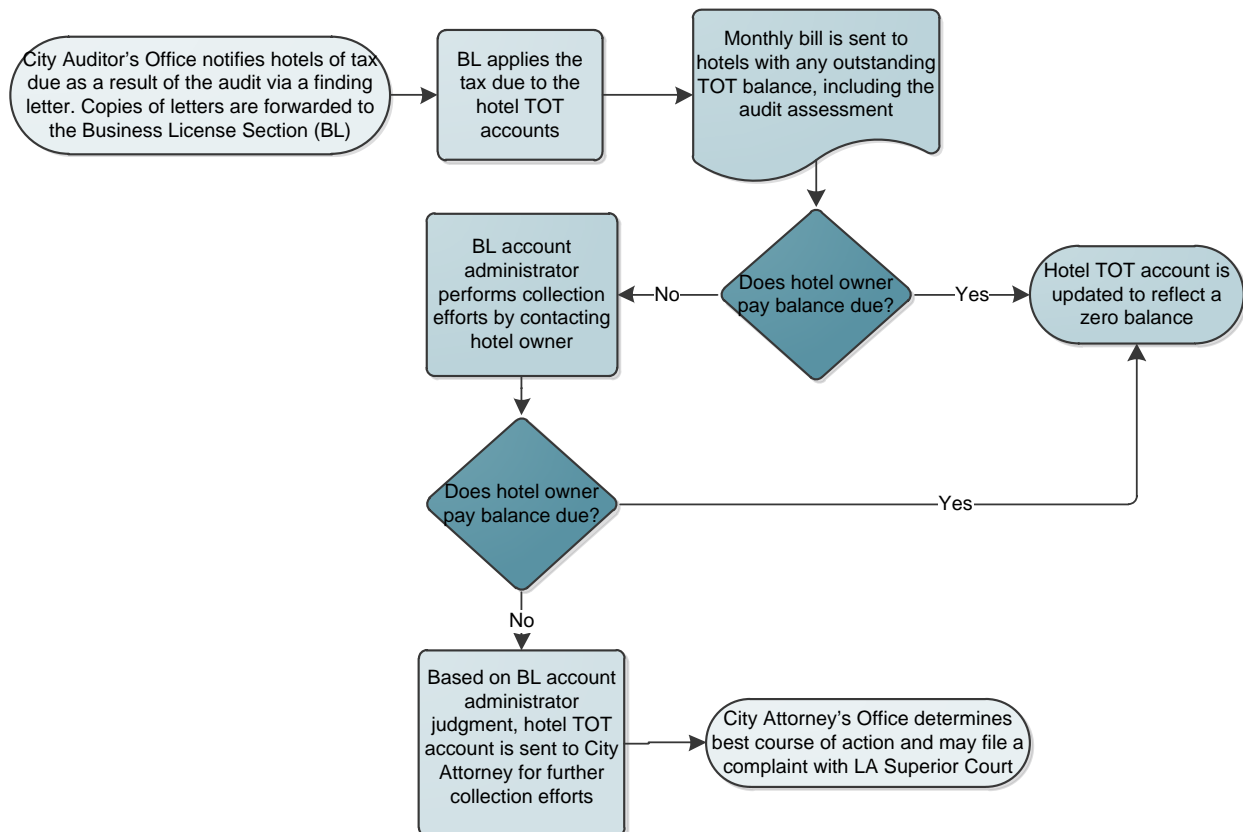 City Auditor’s Office notifies hotels of tax
due as a result of the audit via a finding
letter. Copies of letters are forwarded to
the Business License Section (BL)
BL applies the
tax due to the
hotel TOT
accounts
Monthly bill is sent to
hotels with any outstanding
TOT balance, including the
audit assessment
BL account
administrator
performs collection
efforts by contacting
hotel owner
No
Does hotel owner
pay balance due?
Yes
Hotel TOT account is
updated to reflect a
zero balance
Does hotel owner
pay balance due?
Yes
No
Based on BL account
administrator
judgment, hotel TOT
account is sent to City
Attorney for further
collection efforts
City Attorney’s Office determines
best course of action and may file a
complaint with LA Superior Court